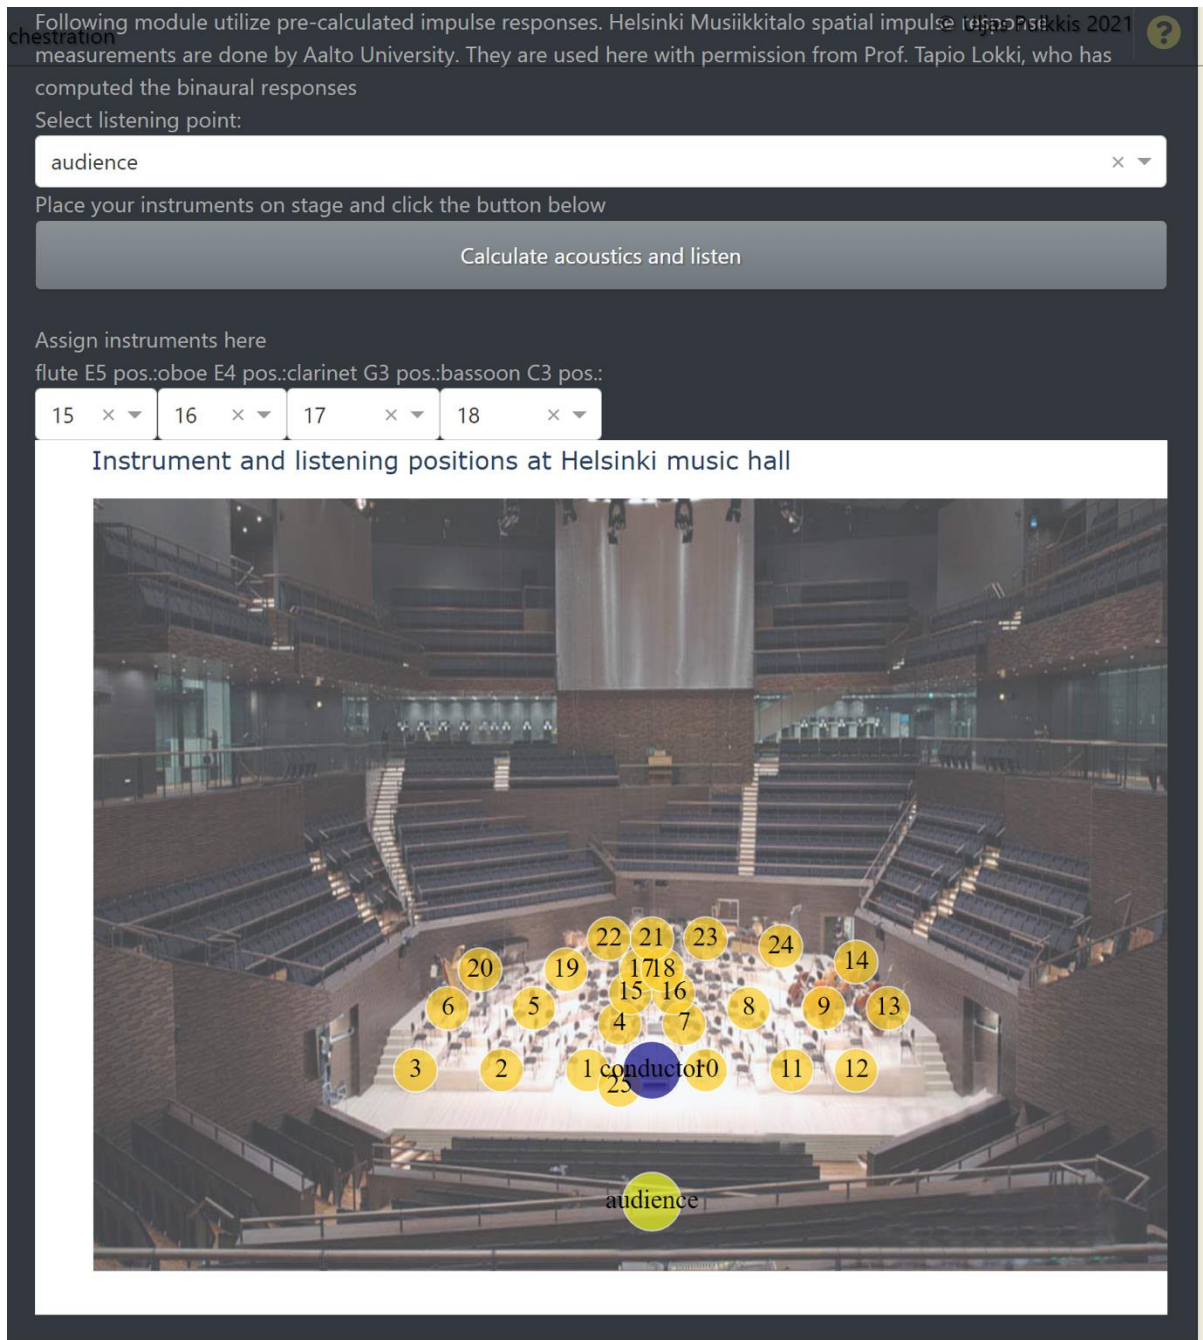 Following module utilize pre-calculated impulse responses. Helsinki Musiikkitalo spatial impulse response
chestration
© Uljas Pulkkis 2021
?
measurements are done by Aalto University. They are used here with permission from Prof. Tapio Lokki, who has
computed the binaural responses
Select listening point:
audience
Place your instruments on stage and click the button below
Calculate acoustics and listen
Assign instruments here
flute E5 pos.:oboe E4 pos.:clarinet G3 pos.:bassoon C3 pos.:
15 16 17 18
Instrument and listening positions at Helsinki music hall
22 21 23 24
20 19 17 18 14
15 16
6 5 8 9 13
4 7
3 2 1 conductor 10 11 12
25
audience